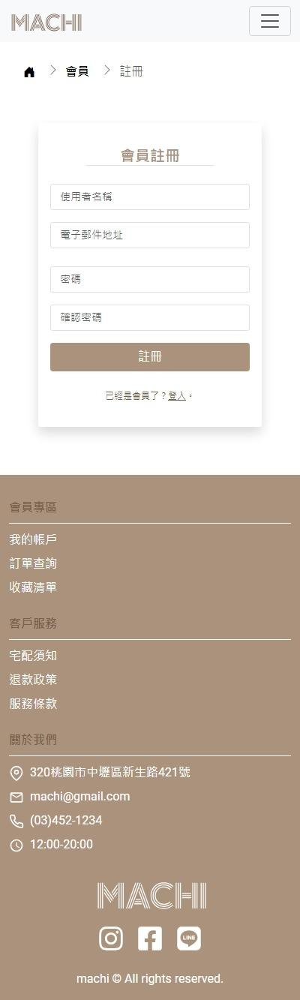 MACHI
會員
註冊
會員註冊
使用者名稱
電子郵件地址
密碼
確認密碼
註冊
已經是會員了？登入。
會員專區
我的帳戶
訂單查詢
收藏清單
客戶服務
宅配須知
退款政策
服務條款
關於我們
320桃園市中壢區新生路421號
machi@gmail.com
(03)452-1234
12:00-20:00
MACHI
LINE
machi © All rights reserved.